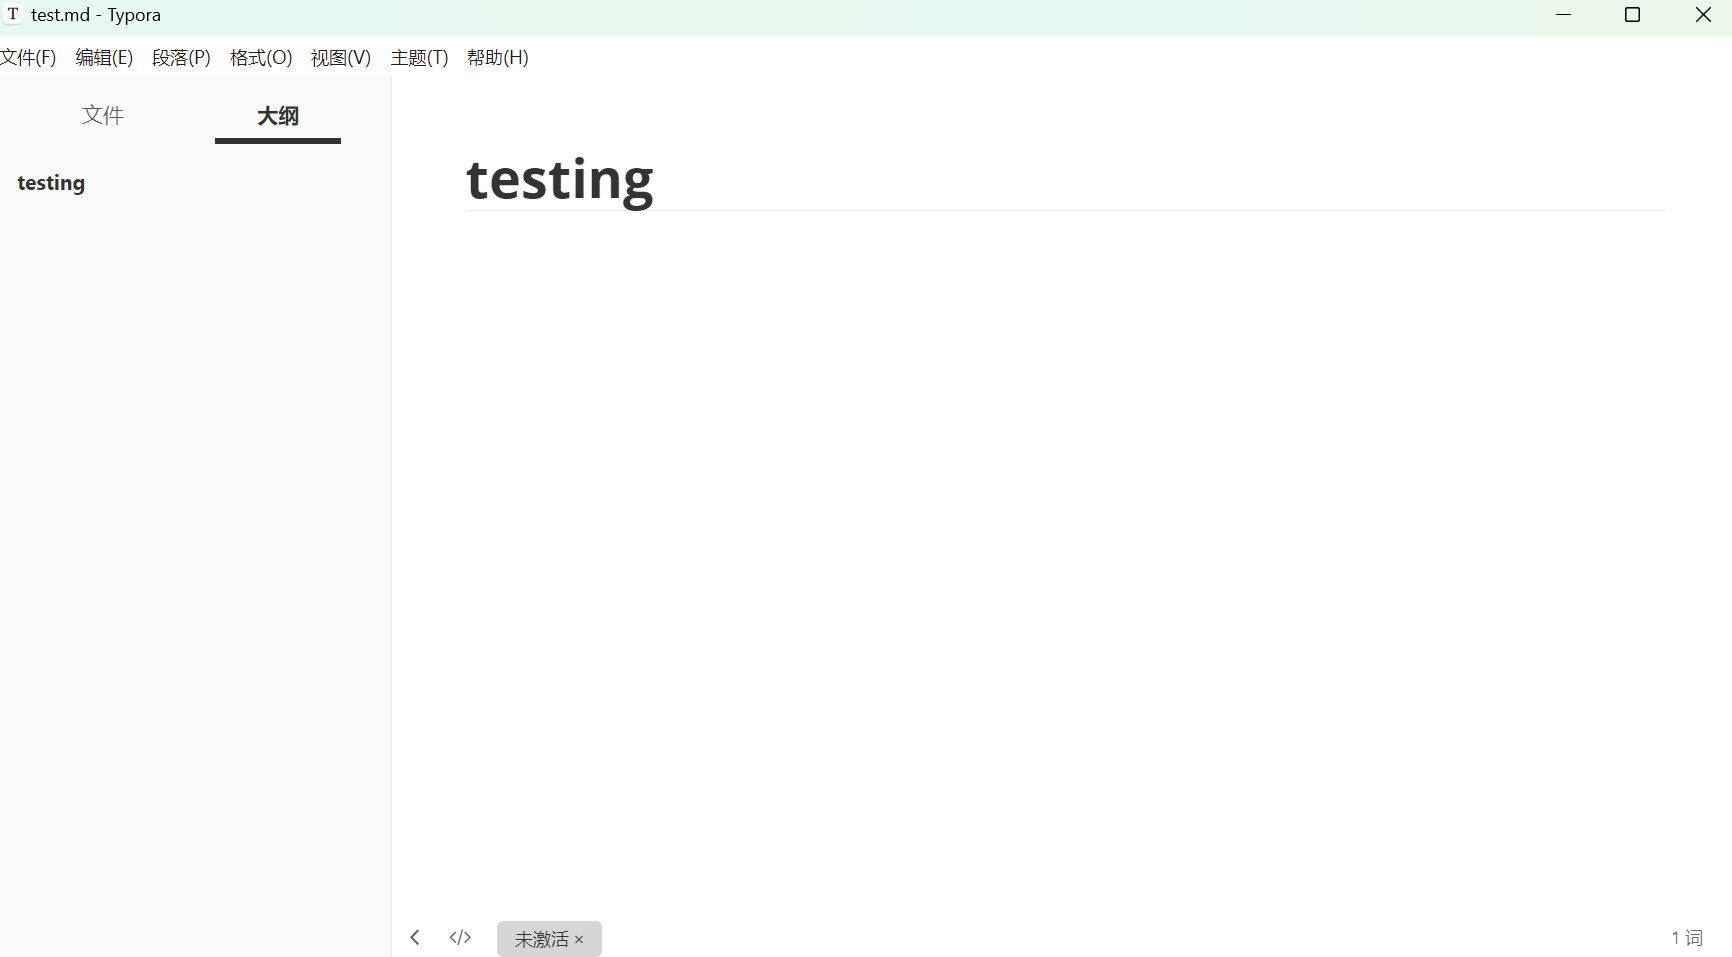 T test.md - Typora
文件(F) 编辑(E) 段落(P) 格式(O) 视图(V) 主题(T) 帮助(H)
文件 大纲
testing
testing
</> 未激活 × 1 词